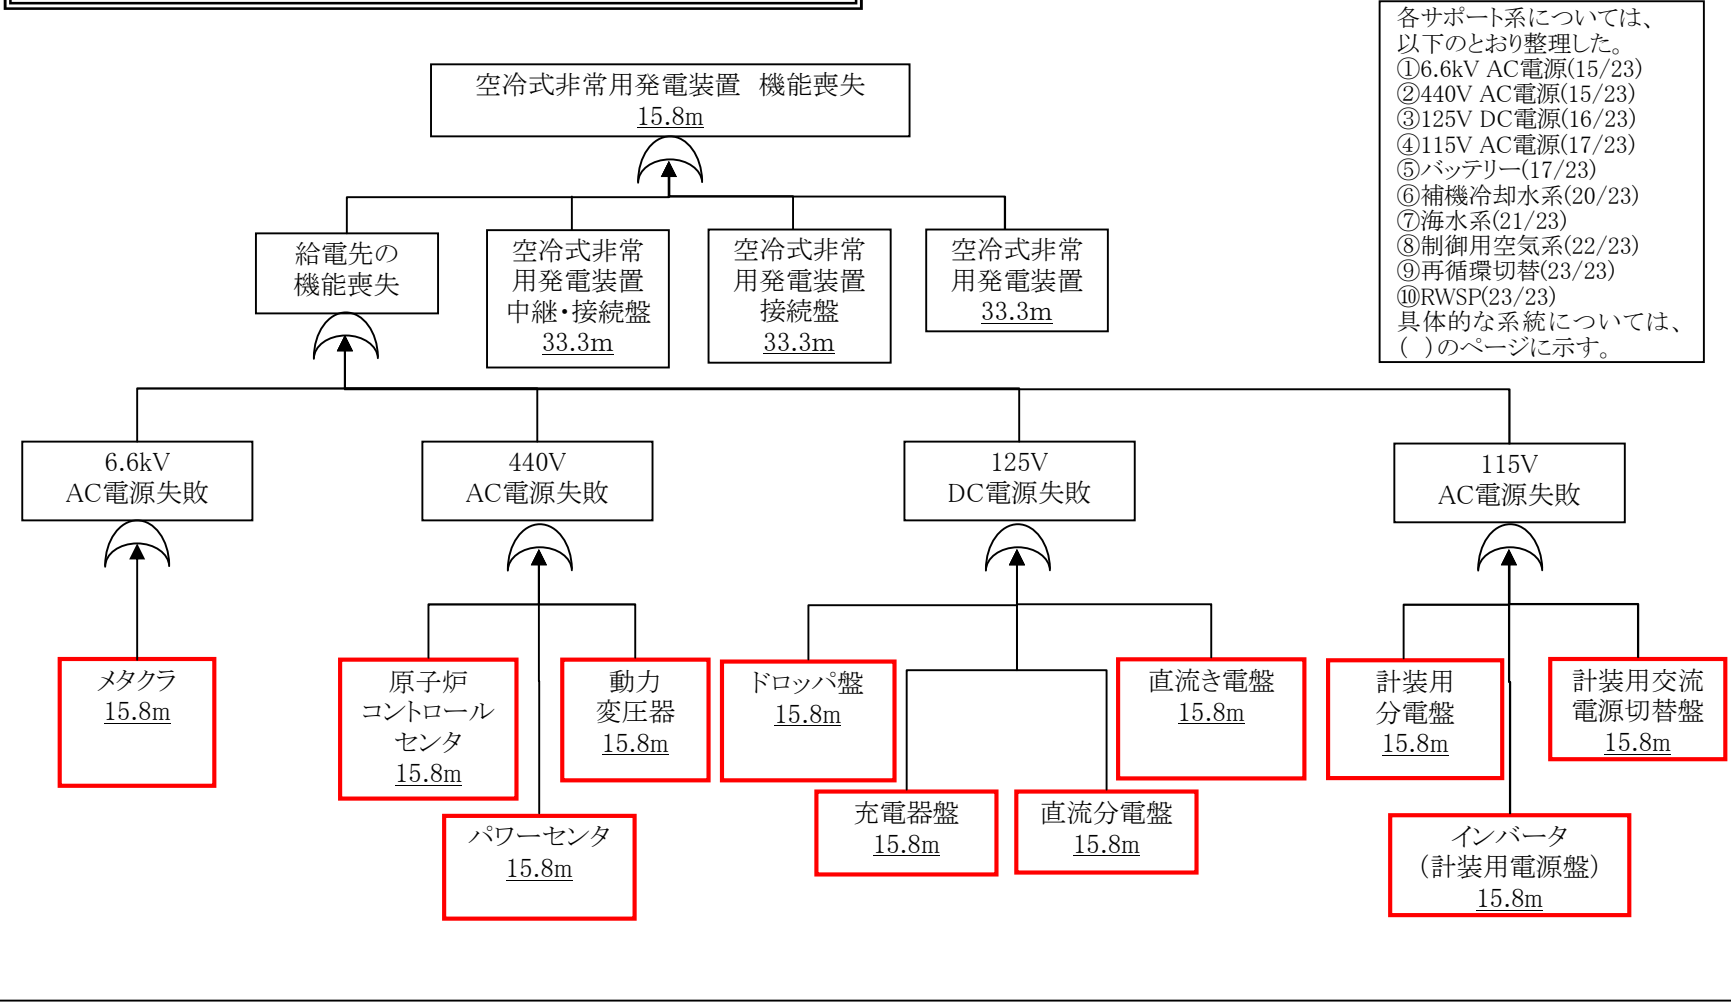 各サポート系については、
以下のとおり整理した。
①6.6kV AC電源(15/23)
②440V AC電源(15/23)
③125V DC電源(16/23)
④115V AC電源(17/23)
⑤バッテリー(17/23)
⑥補機冷却水系(20/23)
⑦海水系(21/23)
⑧制御用空気系(22/23)
⑨再循環切替(23/23)
⑩RWSP(23/23)
具体的な系統については、
(　)のページに示す。
空冷式非常用発電装置　機能喪失
15.8m
給電先の
機能喪失
空冷式非常
用発電装置
中継・接続盤
33.3m
空冷式非常
用発電装置
接続盤
33.3m
空冷式非常
用発電装置
33.3m
6.6kV
AC電源失敗
440V
AC電源失敗
125V
DC電源失敗
115V
AC電源失敗
メタクラ
15.8m
原子炉
コントロール
センタ
15.8m
動力
変圧器
15.8m
パワーセンタ
15.8m
ドロッパ盤
15.8m
充電器盤
15.8m
直流分電盤
15.8m
直流き電盤
15.8m
計装用
分電盤
15.8m
計装用交流
電源切替盤
15.8m
インバータ
(計装用電源盤)
15.8m